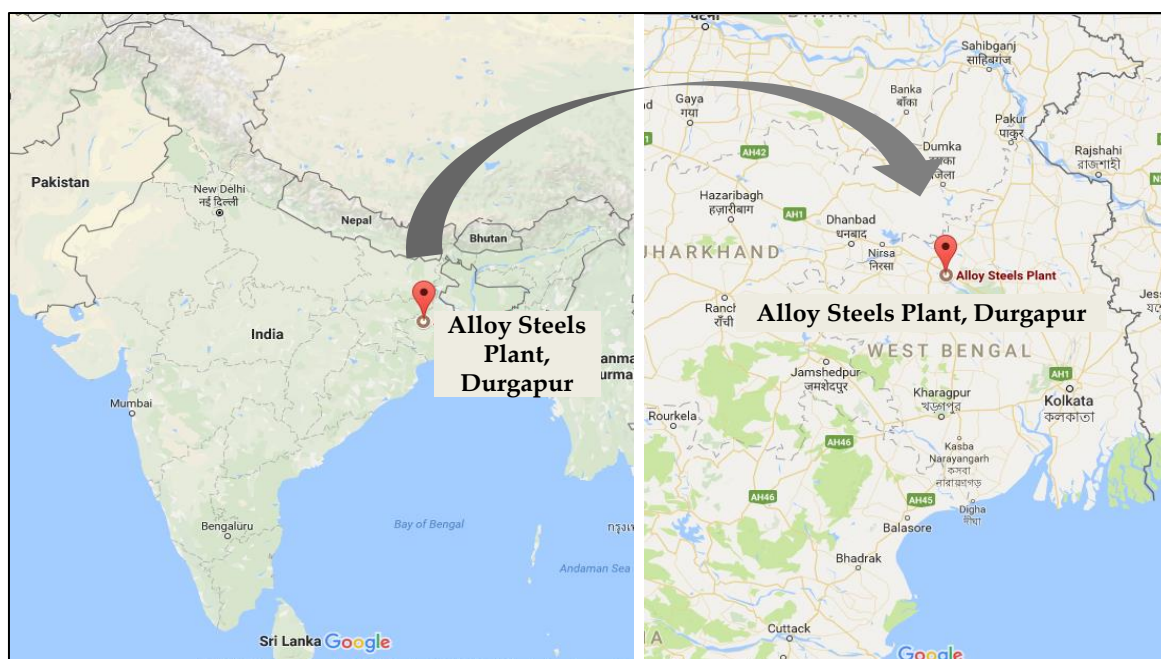 Pakistan
New Delhi
नई दिल्ली
Nepal
Bhutan
India
Alloy Steels
Plant,
Durgapur
Mumbai
Bengaluru
Bay of Bengal
Andaman Sea
Sri Lanka Google
Sahibganj
साहिबगंज
Gaya
गया
Banka
बाँका
Pakur
पाकुर
AH42
Dumka
Rajshahi
রাজশাহী
Hazaribagh
हज़ारीबाग
AH1
Dhanbad
धनबाद
Nirsa
निरसा
JHARKHAND
Alloy Steels Plant
Alloy Steels Plant, Durgapur
राँची
WEST BENGAL
Jamshedpur
जमशेदपुर
AH1
Kharagpur
খড়্গপুর
Kolkata
কলকাতা
Rourkela
AH46
Kasba
Narayangarh
কসবা
নারায়ণগড়
AH46
AH45
Digha
দীঘা
Balasore
Bhadrak
Cuttack
Google